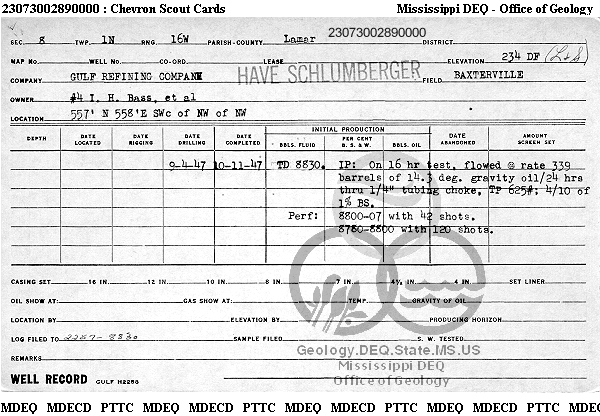 23073002890000 : Chevron Scout Cards Mississippi DEQ - Office of Geology
23073002890000
SEC. 8 TWP. 1N RNG. 16W PARISH-COUNTY Lamar DISTRICT
MAP NO. WELL NO. CO-ORD. LEASE ELEVATION 234 DF (L&S)
COMPANY GULF REFINING COMPANY HAVE SCHLUMBERGER FIELD BAXTERVILLE
OWNER #4 I. H. Bass, et al
LOCATION 557' N 558'E SWc of NW of NW
INITIAL PRODUCTION
DEPTH DATE LOCATED DATE RIGGING DATE DRILLING DATE COMPLETED BBLS. FLUID PER CENT B. S. & W. BBLS. OIL DATE ABANDONED AMOUNT SCREEN SET
9-4-47 10-11-47 TD 8830. IP: On 16 hr test, flowed @ rate 339
barrels of 14.3 deg. gravity oil/24 hrs
thru 1/4" tubing choke, TP 625#; 4/10 of
1% BS.
Perf: 8800-07 with 42 shots.
8780-8800 with 120 shots.
CASING SET 16 IN 12 IN 10 IN 8 IN 7 IN 4½ IN 4 IN SET LINER
OIL SHOW AT: GAS SHOW AT: TEMP. GRAVITY OF OIL
LOCATION BY ELEVATION BY PRODUCING HORIZON
LOG FILED TO 2257-8830 SAMPLE FILED S. W. TESTED
REMARKS
Geology.DEQ.State.MS.US
Mississippi DEQ
Office of Geology
WELL RECORD GULF H2286
MDEQ MDECD PTTC MDEQ MDECD PTTC MDEQ MDECD PTTC MDEQ MDECD PTTC MDEQ